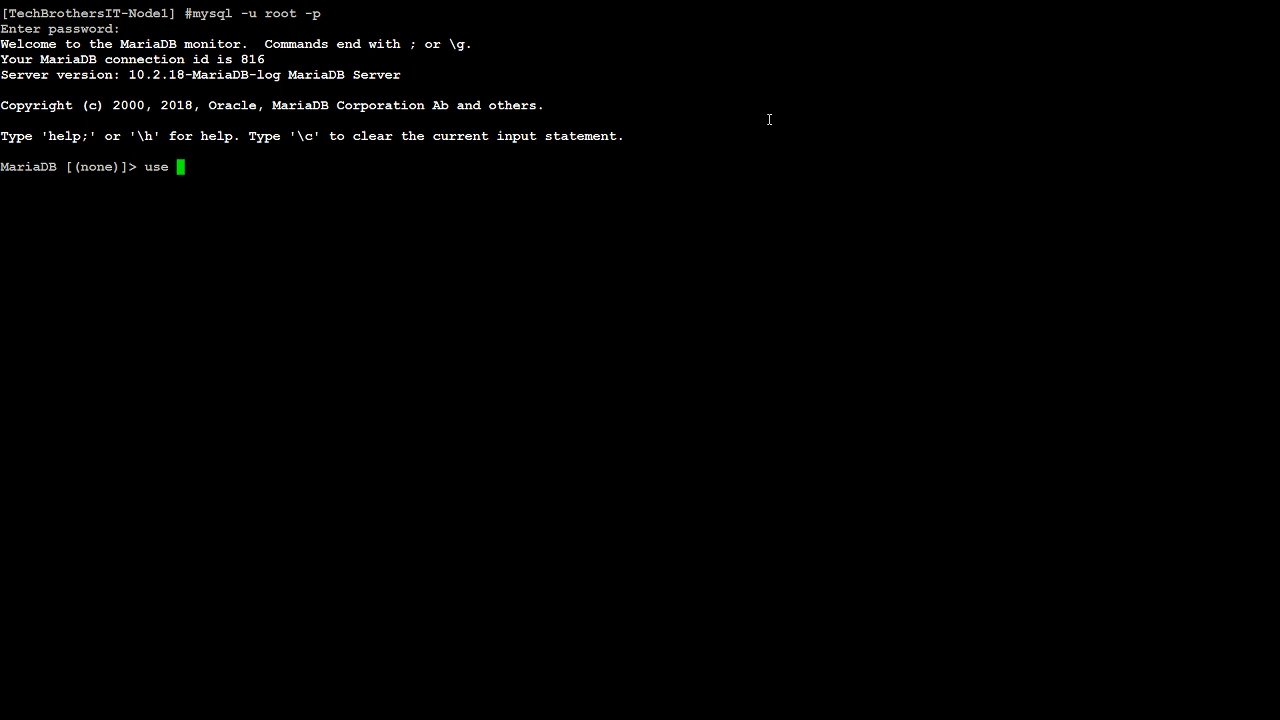 [TechBrothersIT-Node1] #mysql -u root -p
Enter password:
Welcome to the MariaDB monitor.  Commands end with ; or \g.
Your MariaDB connection id is 816
Server version: 10.2.18-MariaDB-log MariaDB Server
Copyright (c) 2000, 2018, Oracle, MariaDB Corporation Ab and others.
Type 'help;' or '\h' for help. Type '\c' to clear the current input statement.
MariaDB [(none)]> use